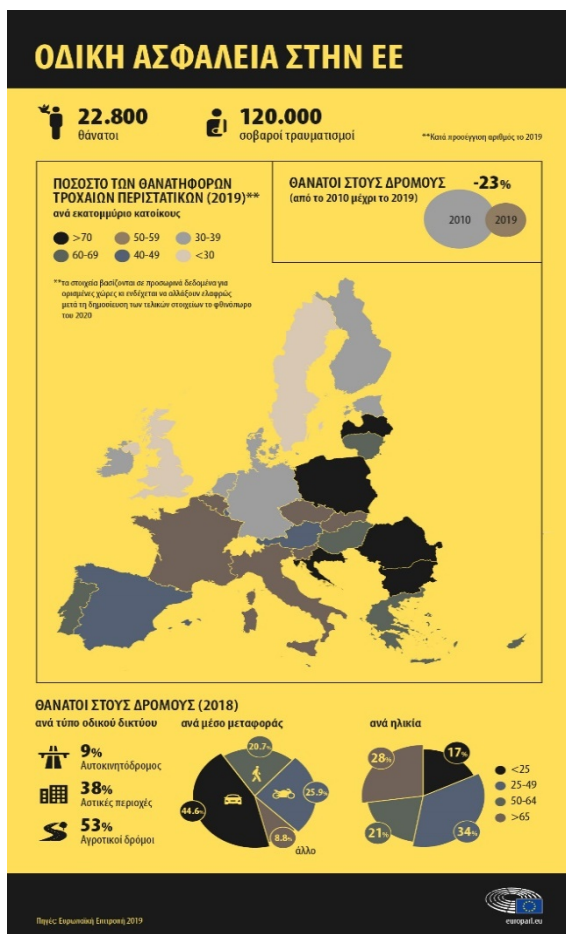 ΟΔΙΚΗ ΑΣΦΑΛΕΙΑ ΣΤΗΝ ΕΕ
22.800
θάνατοι
120.000
σοβαροί τραυματισμοί
**Κατά προσέγγιση αριθμός το 2019
ΠΟΣΟΣΤΟ ΤΩΝ ΘΑΝΑΤΗΦΟΡΩΝ
ΤΡΟΧΑΙΩΝ ΠΕΡΙΣΤΑΤΙΚΩΝ (2019)**
ανά εκατομμύριο κατοίκους
>70
50-59
30-39
60-69
40-49
<30
**τα στοιχεία βασίζονται σε προσωρινά δεδομένα για
ορισμένες χώρες κι ενδέχεται να αλλάξουν ελαφρώς
μετά τη δημοσίευση των τελικών στοιχείων το φθινόπωρο
του 2020
ΘΑΝΑΤΟΙ ΣΤΟΥΣ ΔΡΟΜΟΥΣ
(από το 2010 μέχρι το 2019)
-23%
2010
2019
ΘΑΝΑΤΟΙ ΣΤΟΥΣ ΔΡΟΜΟΥΣ (2018)
ανά τύπο οδικού δικτύου
9%
Αυτοκινητόδρομος
38%
Αστικές περιοχές
53%
Αγροτικοί δρόμοι
ανά μέσο μεταφοράς
20.7%
25.9%
44.6%
8.8%
άλλο
ανά ηλικία
28%
17%
21%
34%
<25
25-49
50-64
>65
Πηγές: Ευρωπαϊκή Επιτροπή 2019
europarl.eu